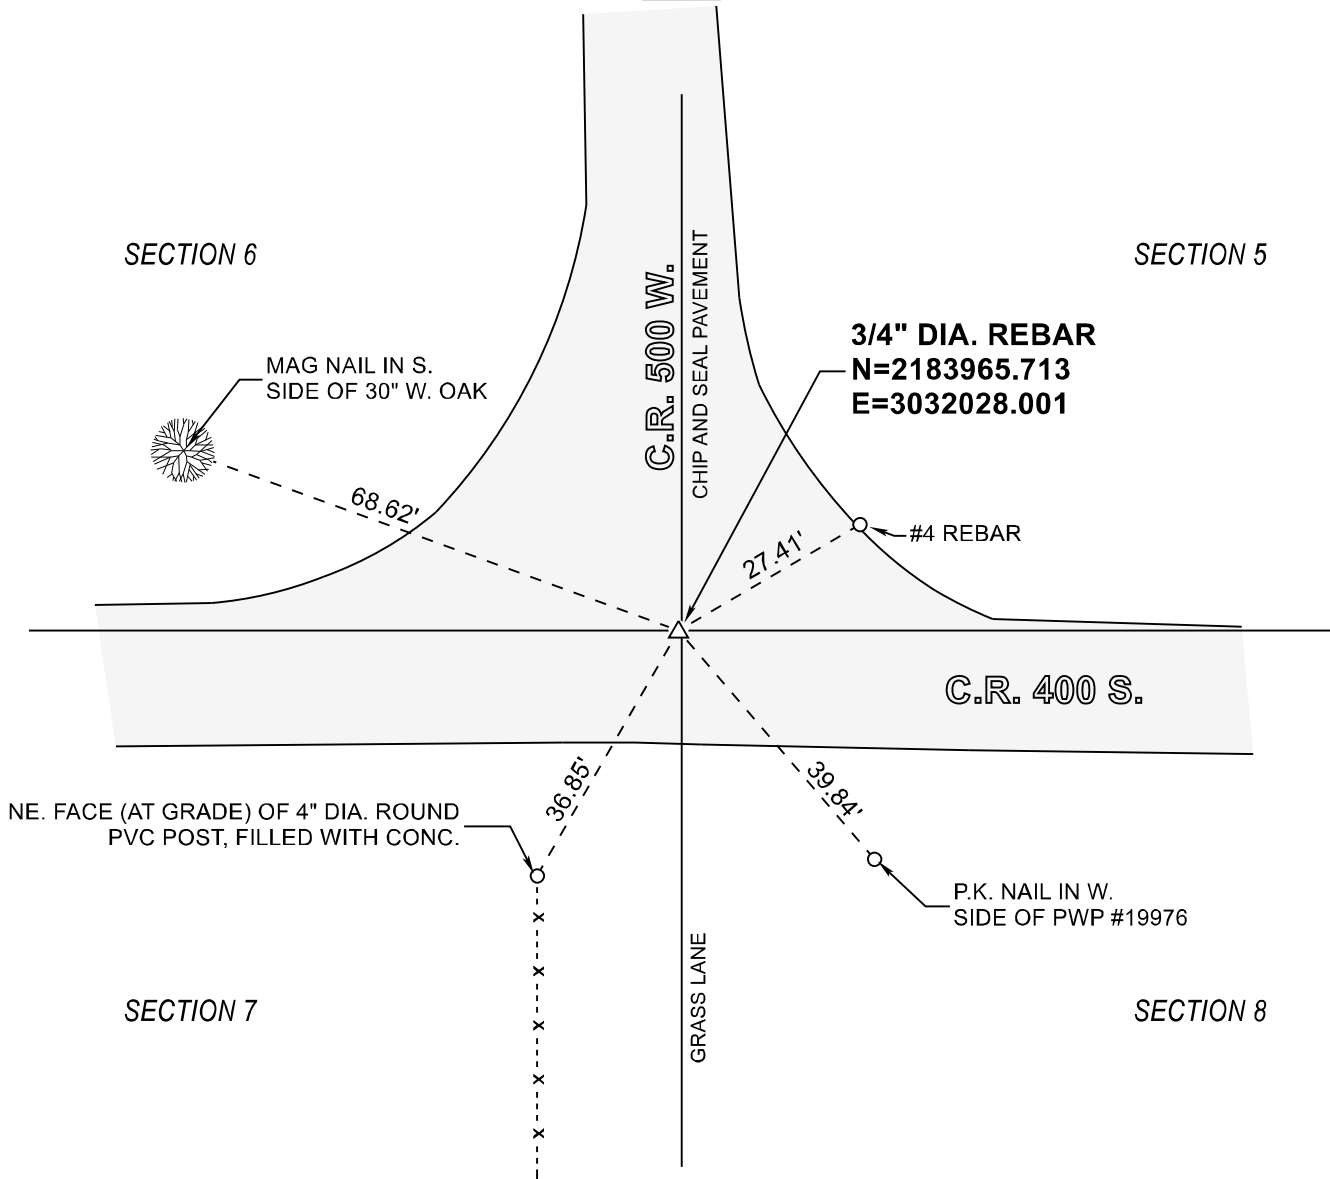 SECTION 6
SECTION 5
C.R. 500 W.
CHIP AND SEAL PAVEMENT
3/4" DIA. REBAR
N=2183965.713
E=3032028.001
MAG NAIL IN S.
SIDE OF 30" W. OAK
68.62'
27.41'
#4 REBAR
C.R. 400 S.
36.85'
39.84'
NE. FACE (AT GRADE) OF 4" DIA. ROUND
PVC POST, FILLED WITH CONC.
P.K. NAIL IN W.
SIDE OF PWP #19976
x
x
x
x
x
GRASS LANE
SECTION 7
SECTION 8